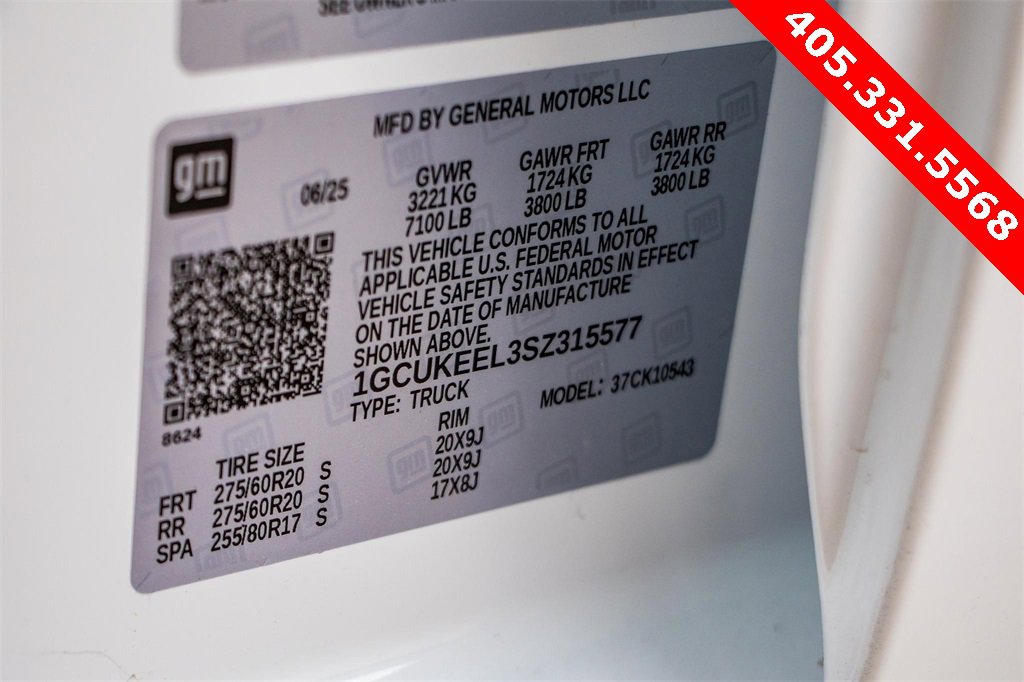 SEE OWNER'S
405.331.5568
MFD BY GENERAL MOTORS LLC
gm
06/25
GVWR GAWR FRT GAWR RR
3221 KG 1724 KG 1724 KG
7100 LB 3800 LB 3800 LB
THIS VEHICLE CONFORMS TO ALL
APPLICABLE U.S. FEDERAL MOTOR
VEHICLE SAFETY STANDARDS IN EFFECT
ON THE DATE OF MANUFACTURE
SHOWN ABOVE.
1GCUKEEL3SZ315577
TYPE: TRUCK MODEL: 37CK10543
8624
TIRE SIZE RIM
FRT 275/60R20 S 20X9J
RR 275/60R20 S 20X9J
SPA 255/80R17 S 17X8J